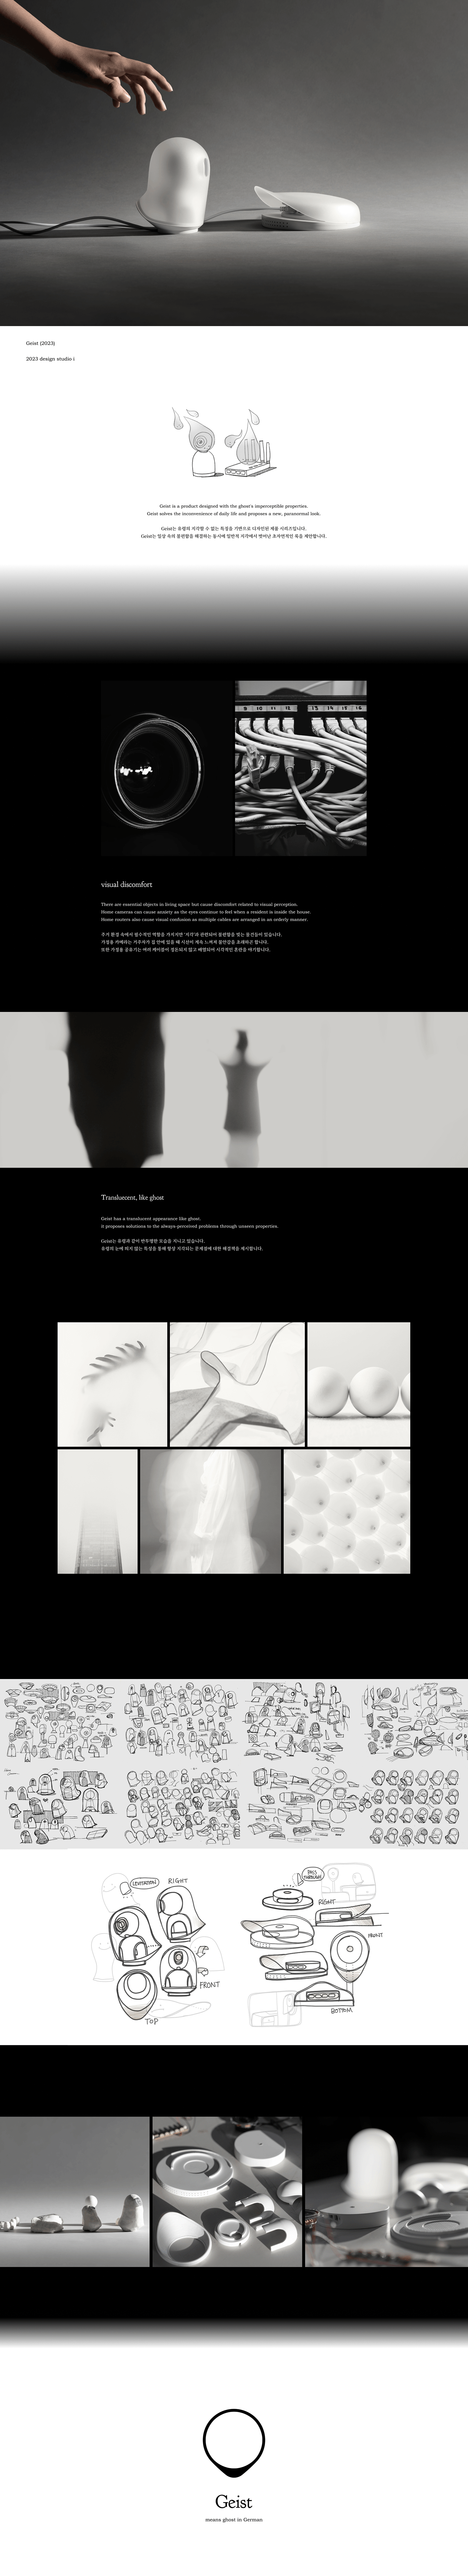 Geist (2023)
2023 design studio i
Geist is a product designed with the ghost's imperceptible properties.
Geist solves the inconvenience of daily life and proposes a new, paranormal look.
Geist는 유령의 지각할 수 없는 특징을 기반으로 디자인된 제품 시리즈입니다.
Geist는 일상 속의 불편함을 해결하는 동시에 일반적 지각에서 벗어난 초자연적인 룩을 제안합니다.
9 10 11 12 13 14 15 16
visual discomfort
There are essential objects in living space but cause discomfort related to visual perception.
Home cameras can cause anxiety as the eyes continue to feel when a resident is inside the house.
Home routers also cause visual confusion as multiple cables are arranged in an orderly manner.
주거 환경 속에서 필수적인 역할을 가지지만 '지각'과 관련되어 불편함을 빚는 물건들이 있습니다.
가정용 카메라는 거주자가 집 안에 있을 때 시선이 계속 느껴져 불안감을 초래하곤 합니다.
또한 가정용 공유기는 여러 케이블이 정돈되지 않고 배열되어 시각적인 혼란을 야기합니다.
Transluecent, like ghost
Geist has a translucent appearance like ghost.
it proposes solutions to the always-perceived problems through unseen properties.
Geist는 유령과 같이 반투명한 모습을 지니고 있습니다.
유령의 눈에 띄지 않는 특성을 통해 항상 지각되는 존재감에 대한 해결책을 제시합니다.
LEVITATION
RIGHT
FRONT
TOP
PASS THROUGH
RIGHT
FRONT
BOTTOM
Geist
means ghost in German